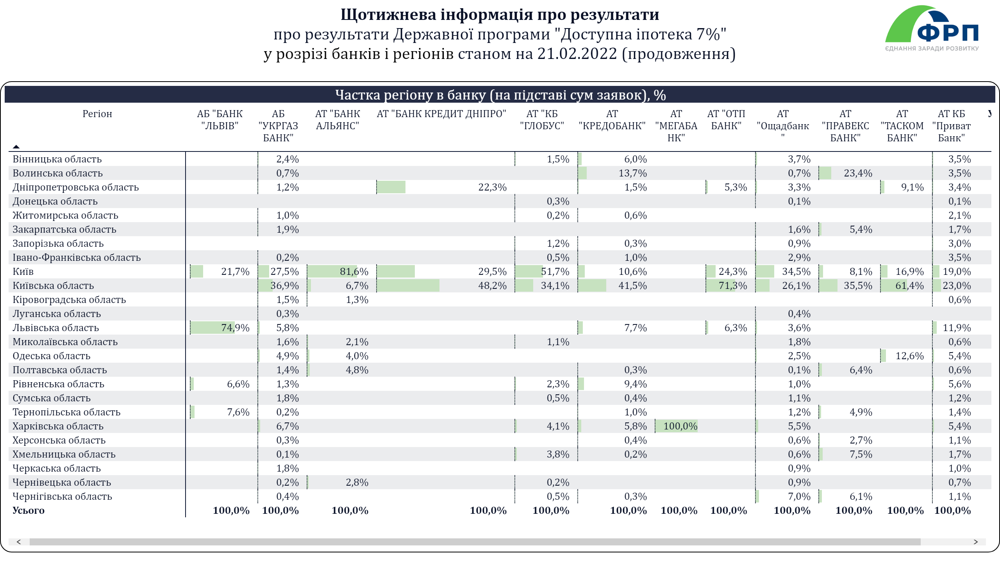 Щотижнева інформація про результати
про результати Державної програми "Доступна іпотека 7%"
у розрізі банків і регіонів станом на 21.02.2022 (продовження)
ФРП
ЄДНАННЯ ЗАРАДИ РОЗВИТКУ
Частка регіону в банку (на підставі сум заявок), %
Регіон АБ "БАНК "ЛЬВІВ" АБ "УКРГАЗ БАНК" АТ "БАНК АЛЬЯНС" АТ "БАНК КРЕДИТ ДНІПРО" АТ "КБ "ГЛОБУС" АТ "КРЕДОБАНК" АТ "МЕГАБА НК" АТ "ОТП БАНК" АТ "Ощадбанк " АТ "ПРАВЕКС БАНК" АТ "ТАСКОМ БАНК" АТ КБ "Приват Банк" У
Вінницька область 2,4% 1,5% 6,0% 3,7% 3,5%
Волинська область 0,7% 13,7% 0,7% 23,4% 3,5%
Дніпропетровська область 1,2% 22,3% 1,5% 5,3% 3,3% 9,1% 3,4%
Донецька область 0,3% 0,1% 0,1%
Житомирська область 1,0% 0,2% 0,6% 2,1%
Закарпатська область 1,9% 1,6% 5,4% 1,7%
Запорізька область 1,2% 0,3% 0,9% 3,0%
Івано-Франківська область 0,2% 0,5% 1,0% 2,9% 3,5%
Київ 21,7% 27,5% 81,6% 29,5% 51,7% 10,6% 24,3% 34,5% 8,1% 16,9% 19,0%
Київська область 36,9% 6,7% 48,2% 34,1% 41,5% 71,3% 26,1% 35,5% 61,4% 23,0%
Кіровоградська область 1,5% 1,3% 0,6%
Луганська область 0,3% 0,4%
Львівська область 74,9% 5,8% 7,7% 6,3% 3,6% 11,9%
Миколаївська область 1,6% 2,1% 1,1% 1,8% 0,6%
Одеська область 4,9% 4,0% 2,5% 12,6% 5,4%
Полтавська область 1,4% 4,8% 0,3% 0,1% 6,4% 0,6%
Рівненська область 6,6% 1,3% 2,3% 9,4% 1,0% 5,6%
Сумська область 1,8% 0,5% 0,4% 1,1% 1,2%
Тернопільська область 7,6% 0,2% 1,0% 1,2% 4,9% 1,4%
Харківська область 6,7% 4,1% 5,8% 100,0% 5,5% 5,4%
Херсонська область 0,3% 0,4% 0,6% 2,7% 1,1%
Хмельницька область 0,1% 3,8% 0,2% 0,6% 7,5% 1,7%
Черкаська область 1,8% 0,9% 1,0%
Чернівецька область 0,2% 2,8% 0,2% 0,9% 0,7%
Чернігівська область 0,4% 0,5% 0,3% 7,0% 6,1% 1,1%
Усього 100,0% 100,0% 100,0% 100,0% 100,0% 100,0% 100,0% 100,0% 100,0% 100,0% 100,0% 100,0%